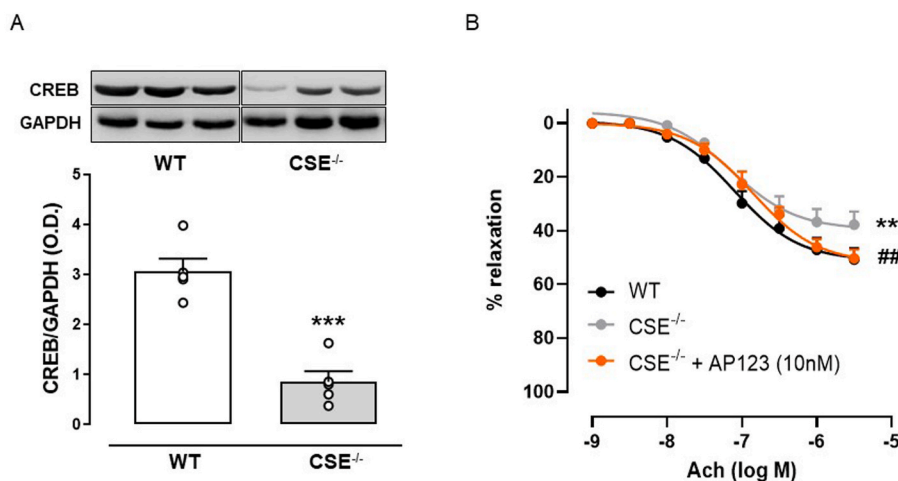 A
CREB
GAPDH
WT CSE-/-
CREB/GAPDH (O.D.)
5
4
3
2
1
0
***
WT CSE-/-
B
% relaxation
0
20
40
60
80
100
**
##
WT
CSE-/-
CSE-/- + AP123 (10nM)
-9 -8 -7 -6 -5
Ach (log M)